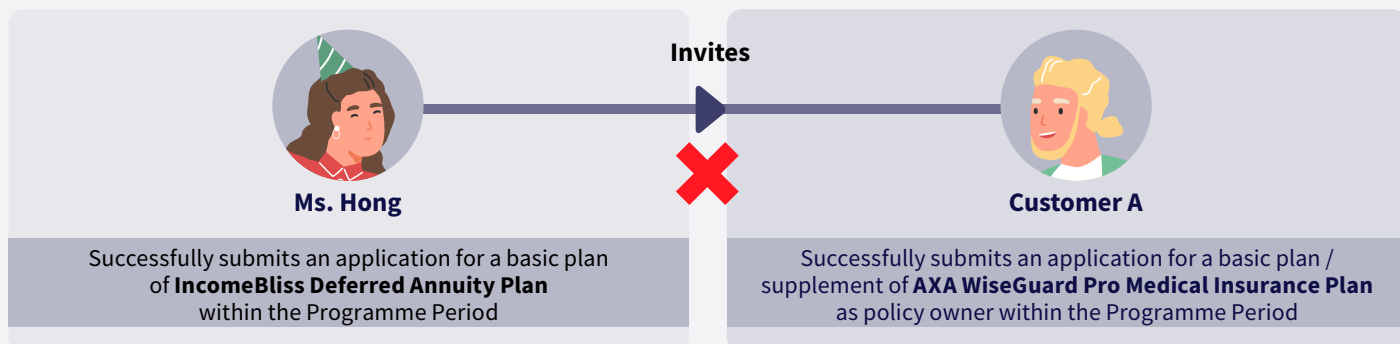 Invites
Ms. Hong
Successfully submits an application for a basic plan
of IncomeBliss Deferred Annuity Plan
within the Programme Period
Customer A
Successfully submits an application for a basic plan /
supplement of AXA WiseGuard Pro Medical Insurance Plan
as policy owner within the Programme Period